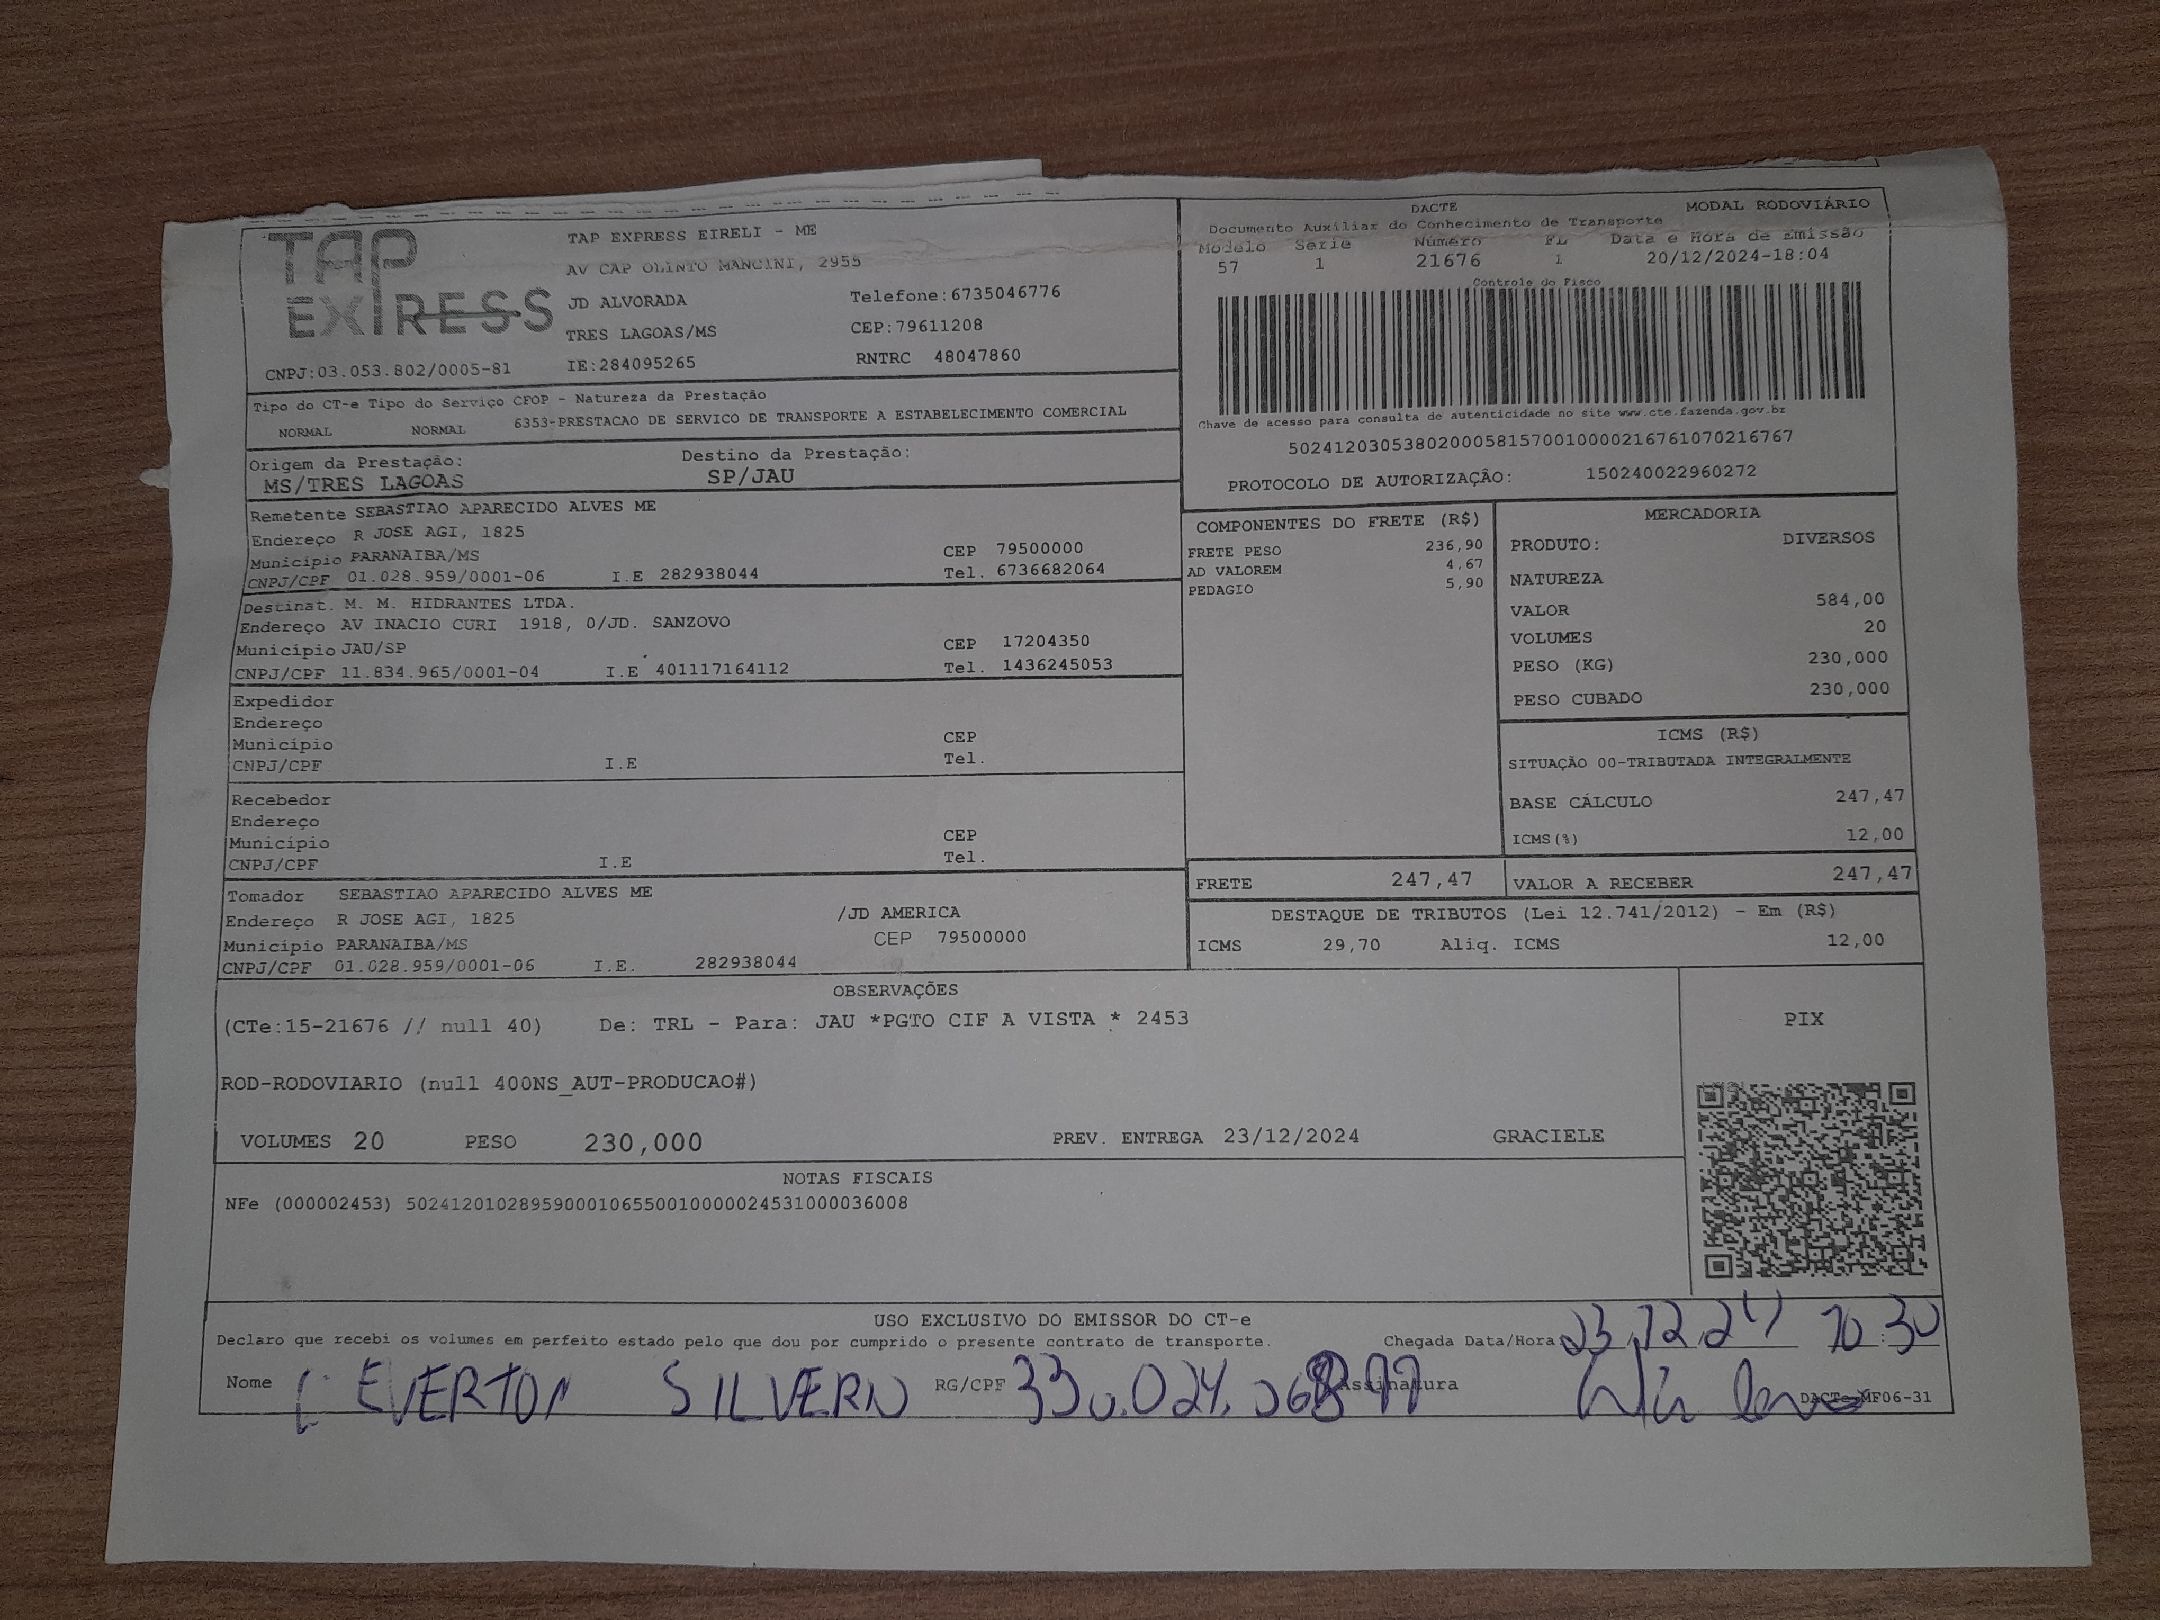 TAP
EXPRESS
TAP EXPRESS EIRELI - ME
AV CAP OLINTO MANCINI, 2955
JD ALVORADA Telefone:6735046776
TRES LAGOAS/MS CEP:79611208
CNPJ:03.053.802/0005-81 IE:284095265 RNTRC 48047860
DACTE MODAL RODOVIÁRIO
Documento Auxiliar do Conhecimento de Transporte
Modelo Serie Número FL Data e Hora de Emissão
57 1 21676 1 20/12/2024-18:04
Controle do Fisco
Chave de acesso para consulta de autenticidade no site www.cte.fazenda.gov.br
50241203053802000581570010000216761070216767
PROTOCOLO DE AUTORIZAÇÃO: 150240022960272
Tipo do CT-e Tipo do Serviço CFOP - Natureza da Prestação
NORMAL NORMAL 6353-PRESTACAO DE SERVICO DE TRANSPORTE A ESTABELECIMENTO COMERCIAL
Origem da Prestação: Destino da Prestação:
MS/TRES LAGOAS SP/JAU
Remetente SEBASTIAO APARECIDO ALVES ME
Endereço R JOSE AGI, 1825
Município PARANAIBA/MS CEP 79500000
CNPJ/CPF 01.028.959/0001-06 I.E 282938044 Tel. 6736682064
Destinat. M. M. HIDRANTES LTDA.
Endereço AV INACIO CURI 1918, 0/JD. SANZOVO
Município JAU/SP CEP 17204350
CNPJ/CPF 11.834.965/0001-04 I.E 401117164112 Tel. 1436245053
Expedidor
Endereço
Município CEP
CNPJ/CPF I.E Tel.
Recebedor
Endereço
Município CEP
CNPJ/CPF I.E Tel.
Tomador SEBASTIAO APARECIDO ALVES ME
Endereço R JOSE AGI, 1825 /JD AMERICA
Município PARANAIBA/MS CEP 79500000
CNPJ/CPF 01.028.959/0001-06 I.E. 282938044
COMPONENTES DO FRETE (R$)
FRETE PESO 236,90
AD VALOREM 4,67
PEDAGIO 5,90
MERCADORIA
PRODUTO: DIVERSOS
NATUREZA
VALOR 584,00
VOLUMES 20
PESO (KG) 230,000
PESO CUBADO 230,000
ICMS (R$)
SITUAÇÃO 00-TRIBUTADA INTEGRALMENTE
BASE CÁLCULO 247,47
ICMS(%) 12,00
FRETE 247,47 VALOR A RECEBER 247,47
DESTAQUE DE TRIBUTOS (Lei 12.741/2012) - Em (R$)
ICMS 29,70 Aliq. ICMS 12,00
OBSERVAÇÕES
(CTe:15-21676 // null 40) De: TRL - Para: JAU *PGTO CIF A VISTA * 2453
ROD-RODOVIARIO (null 400NS_AUT-PRODUCAO#)
VOLUMES 20 PESO 230,000 PREV. ENTREGA 23/12/2024 GRACIELE
PIX
NOTAS FISCAIS
NFe (000002453) 50241201028959000106550010000024531000036008
USO EXCLUSIVO DO EMISSOR DO CT-e
Declaro que recebi os volumes em perfeito estado pelo que dou por cumprido o presente contrato de transporte. Chegada Data/Hora 23.12.24 10:30
Nome CEVERTON SILVERIO RG/CPF Assinatura DACTe MF06-31